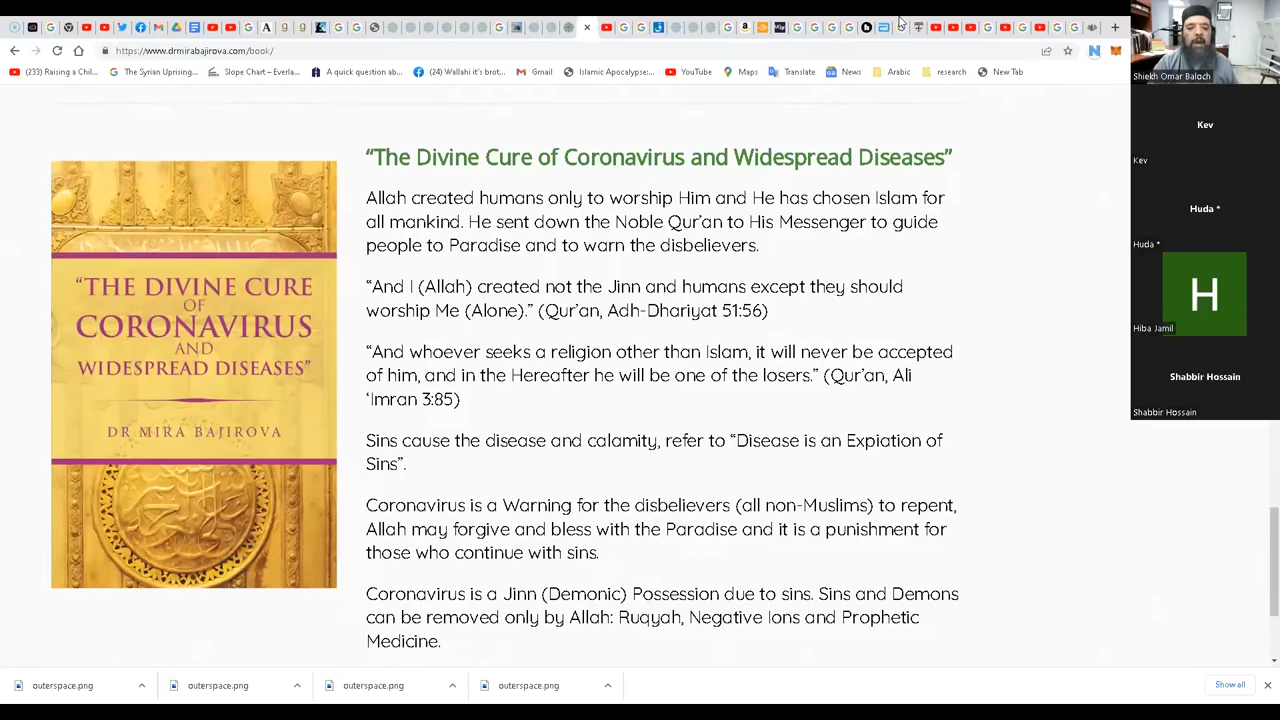 https://www.drmirabajirova.com/book/
(233) Raising a Chil...
The Syrian Uprising...
Slope Chart – Everla...
A quick question ab...
(24) Wallahi it's brot...
Gmail
Islamic Apocalypse:...
YouTube
Maps
Translate
News
Arabic
research
New Tab
Shiekh Omar Baloch
Kev
Kev
Huda *
Huda *
H
Hiba Jamil
Shabbir Hossain
Shabbir Hossain
"THE DIVINE CURE
OF
CORONAVIRUS
AND
WIDESPREAD DISEASES"
DR MIRA BAJIROVA
“The Divine Cure of Coronavirus and Widespread Diseases”
Allah created humans only to worship Him and He has chosen Islam for
all mankind. He sent down the Noble Qur’an to His Messenger to guide
people to Paradise and to warn the disbelievers.
“And I (Allah) created not the Jinn and humans except they should
worship Me (Alone).” (Qur’an, Adh-Dhariyat 51:56)
“And whoever seeks a religion other than Islam, it will never be accepted
of him, and in the Hereafter he will be one of the losers.” (Qur’an, Ali
‘Imran 3:85)
Sins cause the disease and calamity, refer to “Disease is an Expiation of
Sins”.
Coronavirus is a Warning for the disbelievers (all non-Muslims) to repent,
Allah may forgive and bless with the Paradise and it is a punishment for
those who continue with sins.
Coronavirus is a Jinn (Demonic) Possession due to sins. Sins and Demons
can be removed only by Allah: Ruqyah, Negative Ions and Prophetic
Medicine.
outerspace.png
outerspace.png
outerspace.png
outerspace.png
Show all